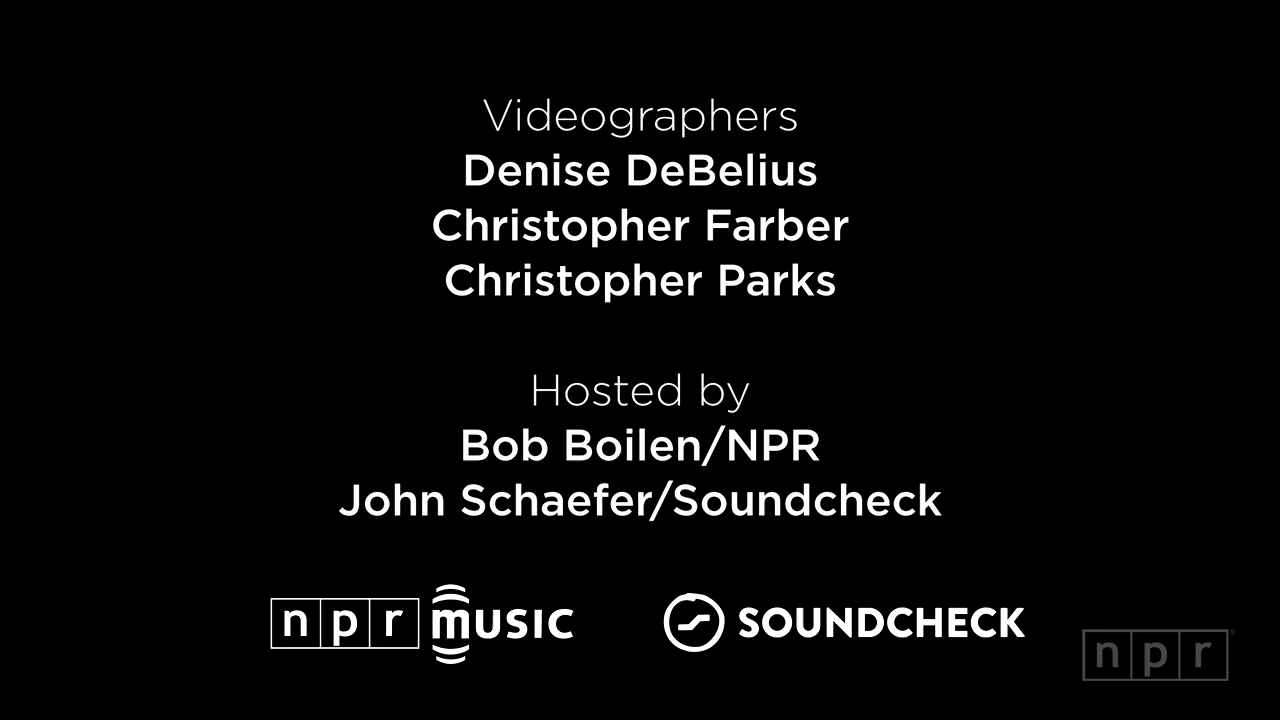 Videographers
Denise DeBelius
Christopher Farber
Christopher Parks
Hosted by
Bob Boilen/NPR
John Schaefer/Soundcheck
npr MUSIC
SOUNDCHECK
npr